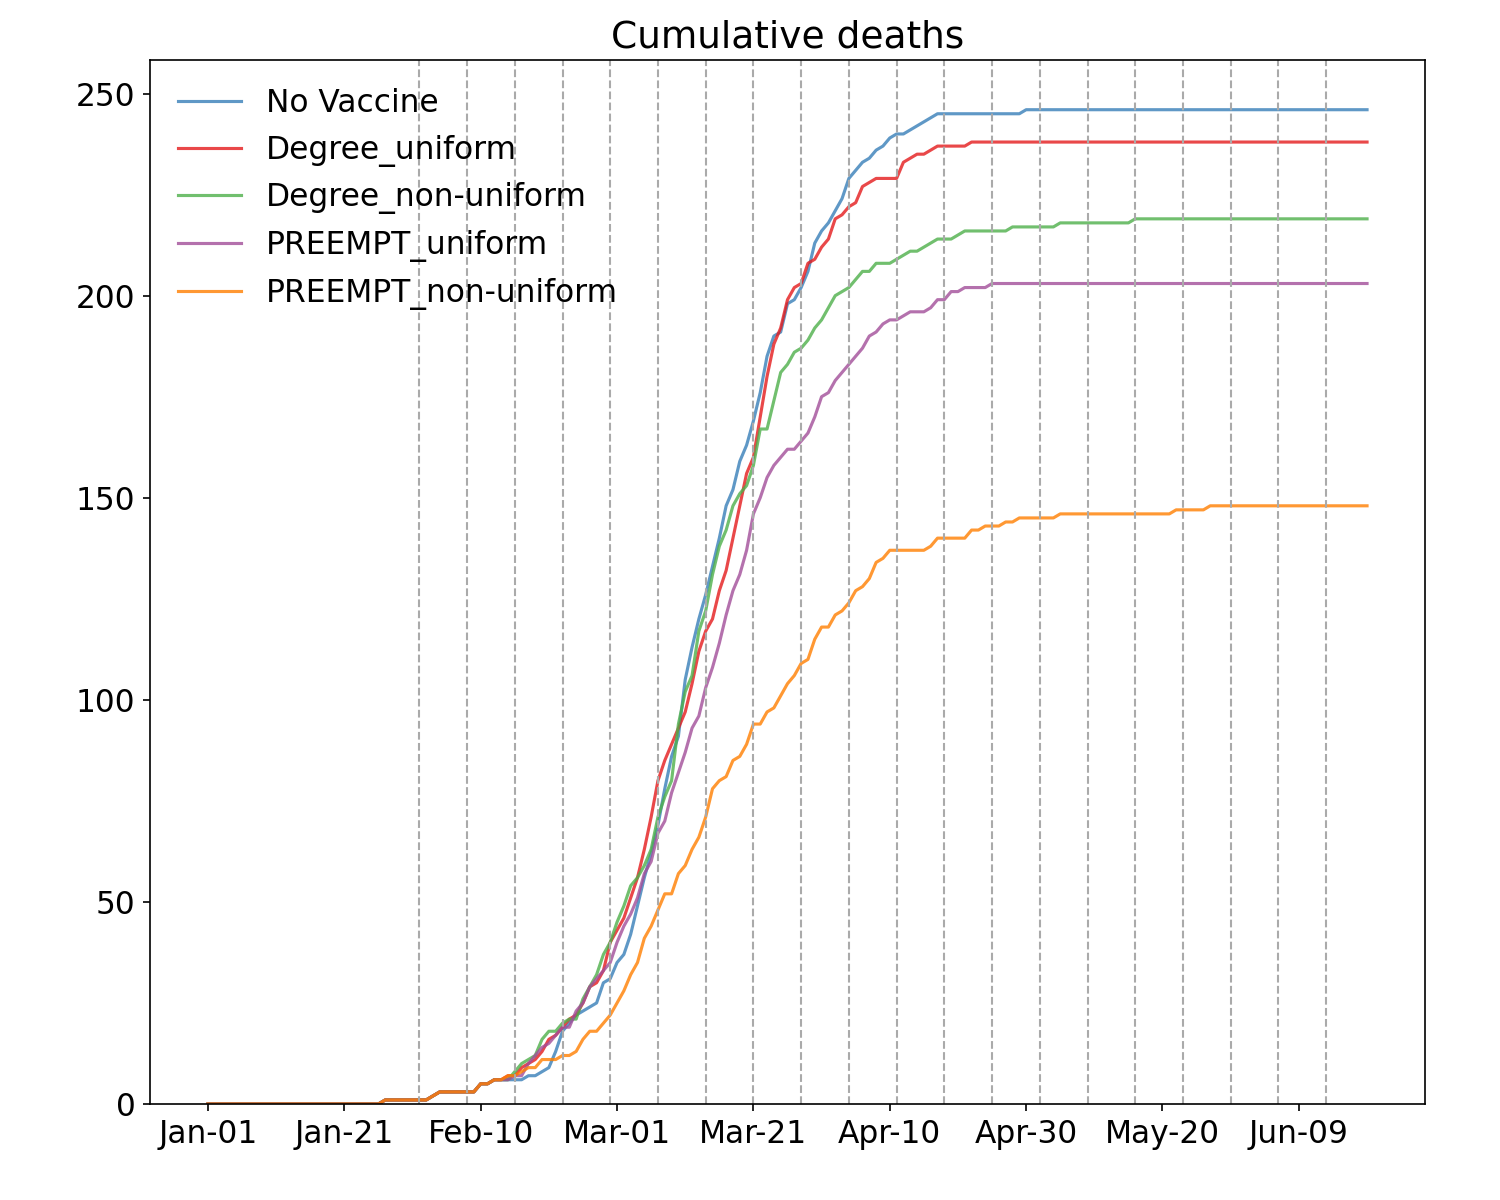 Cumulative deaths
250
200
150
100
50
0
No Vaccine
Degree_uniform
Degree_non-uniform
PREEMPT_uniform
PREEMPT_non-uniform
Jan-01 Jan-21 Feb-10 Mar-01 Mar-21 Apr-10 Apr-30 May-20 Jun-09